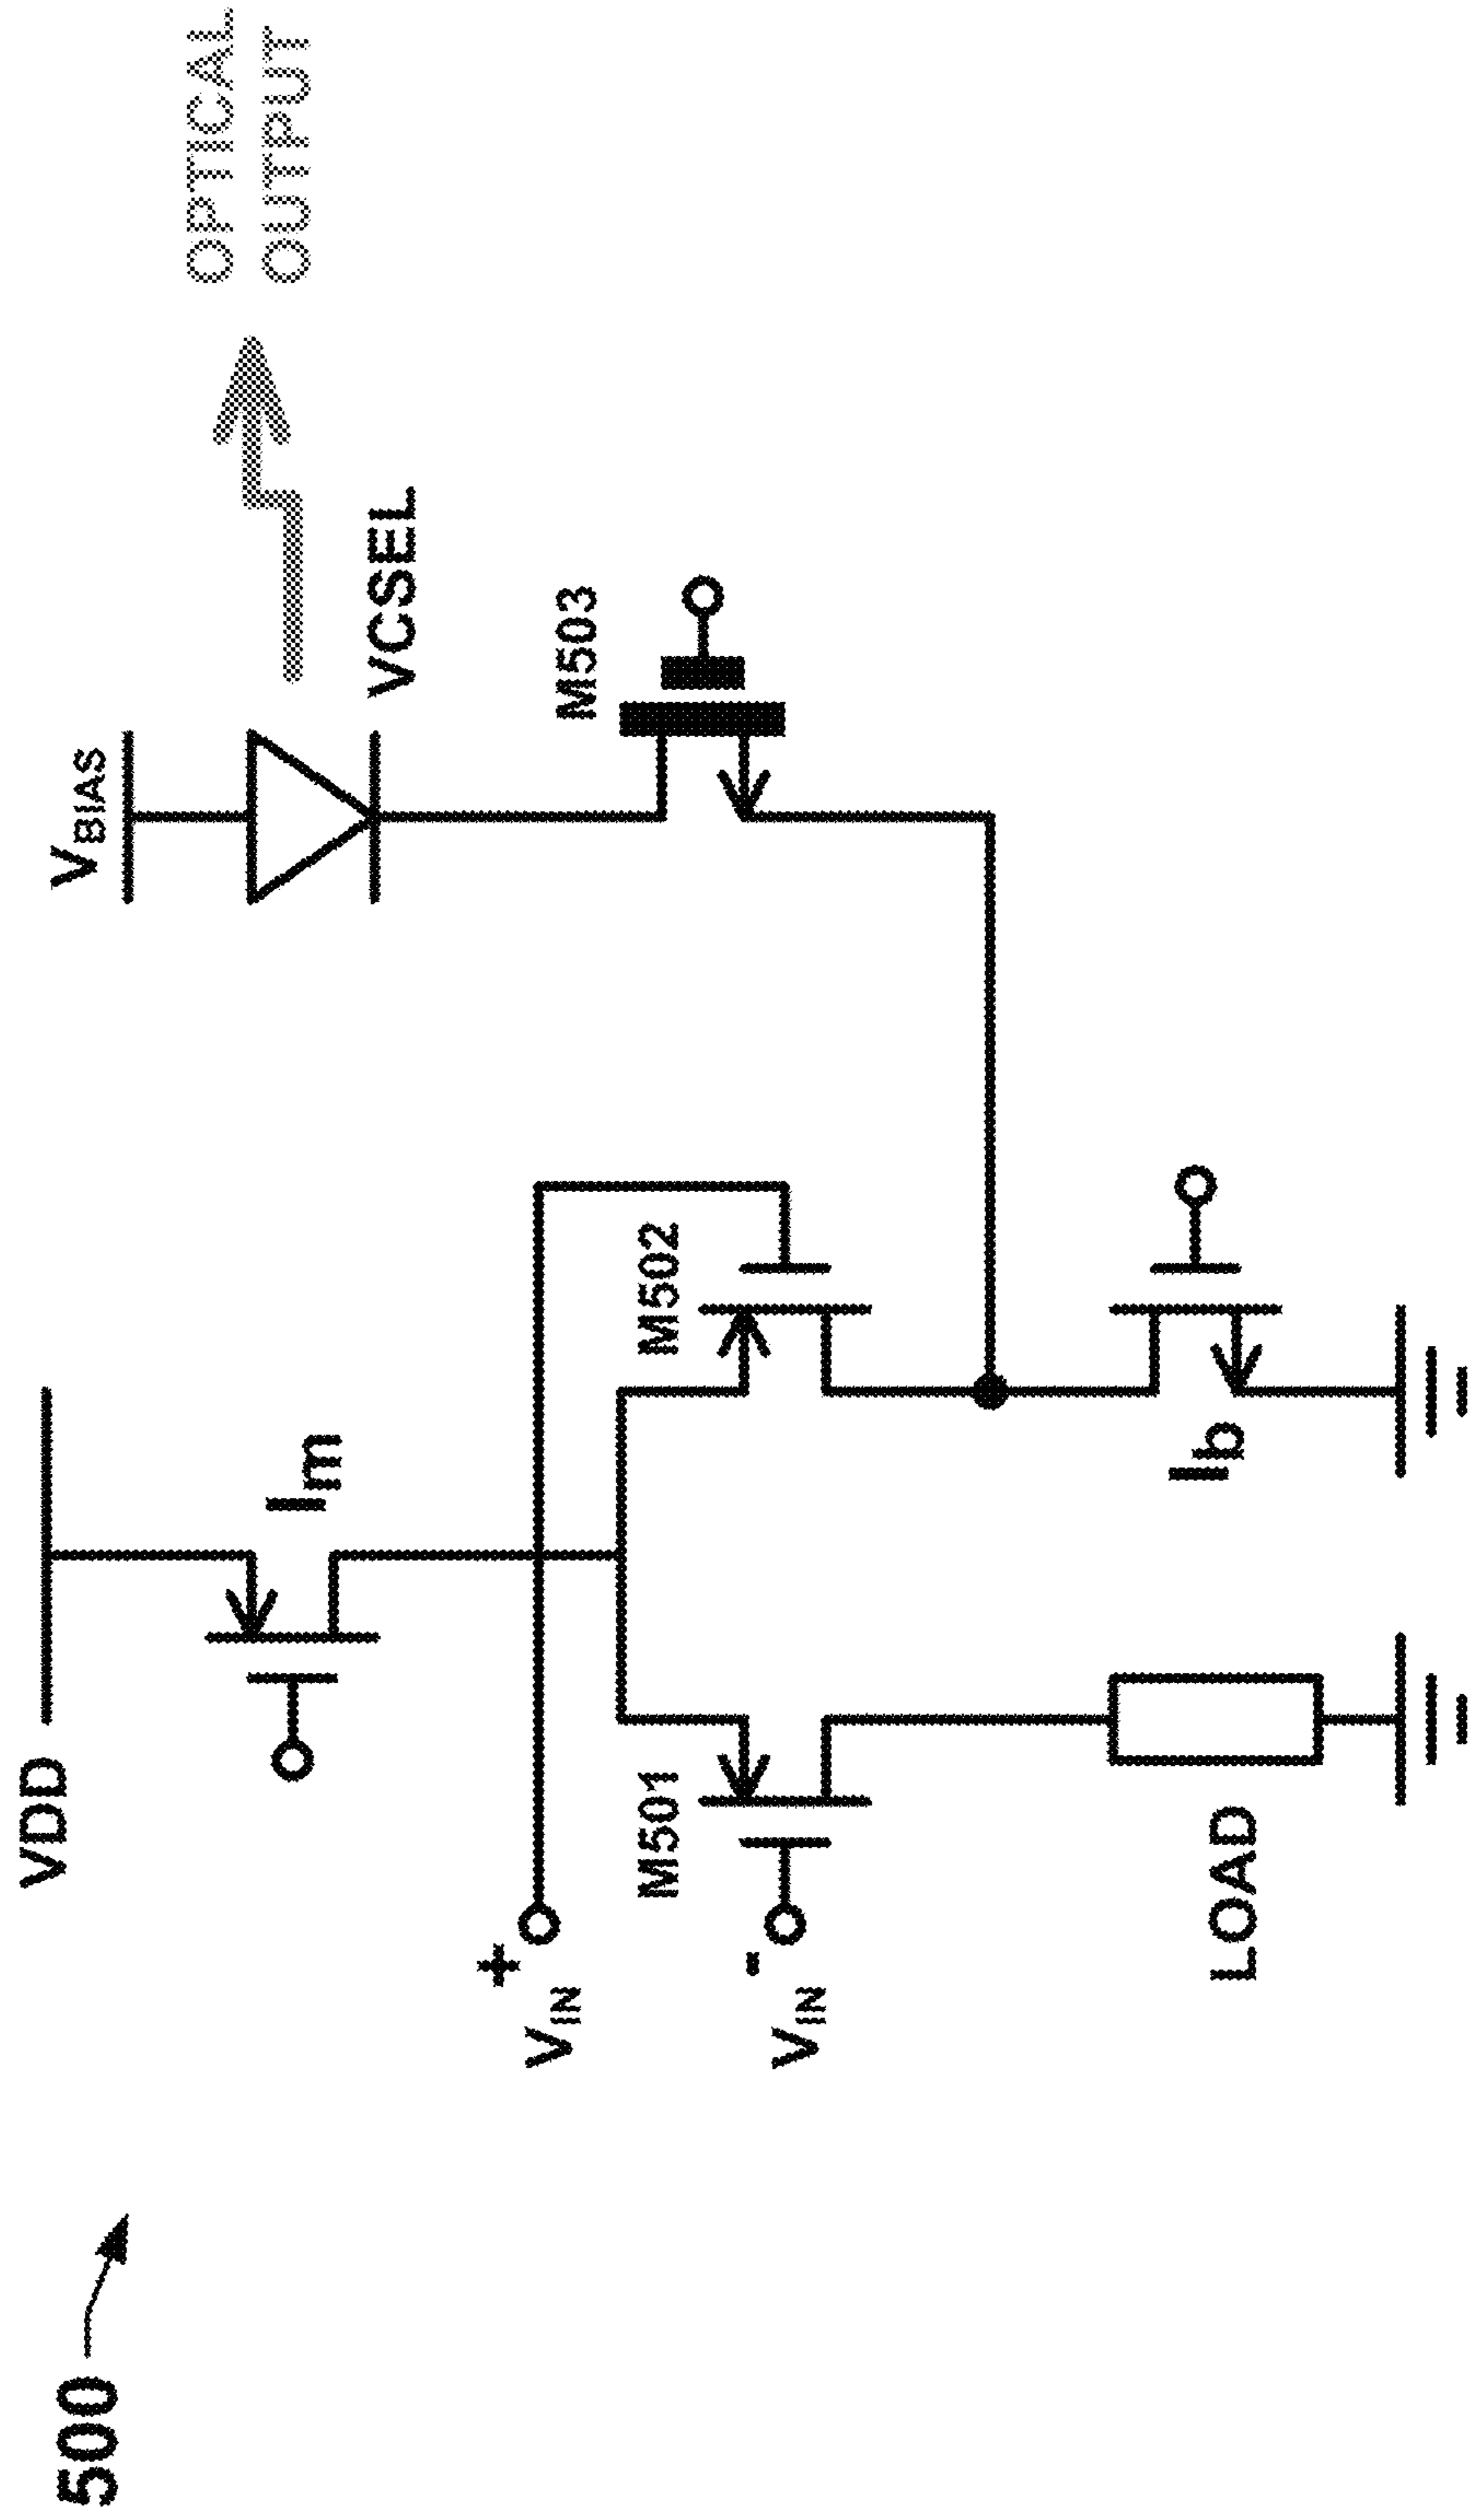 500
VDD
VBIAS
OPTICAL
OUTPUT
Im
VCSEL
VIN+
M503
M501
M502
VIN-
LOAD
Ib